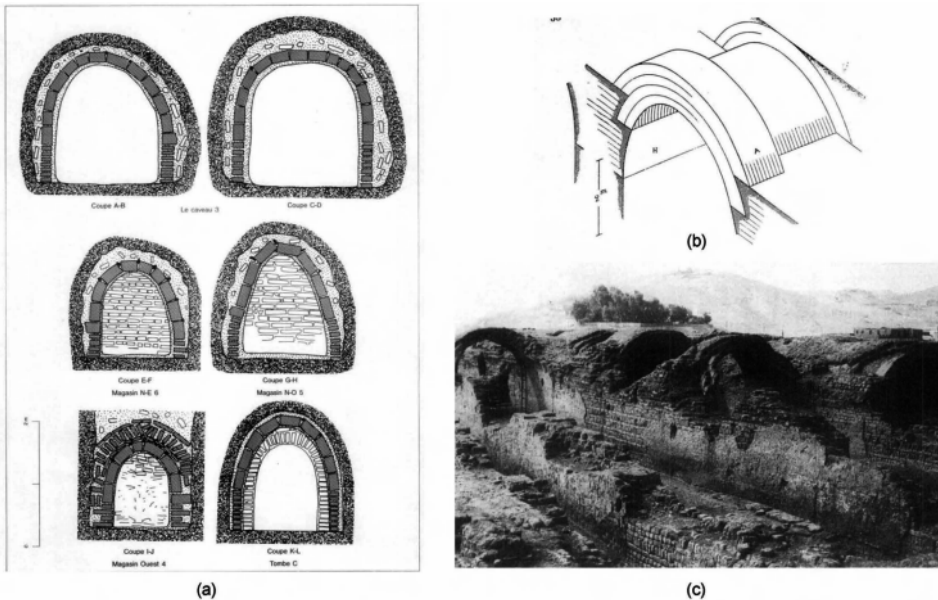 Coupe A-B
Coupe C-D
Le caveau 3
Coupe E-F
Magasin N-E 6
Coupe G-H
Magasin N-O 5
Coupe I-J
Magasin Ouest 4
Coupe K-L
Tombe C
(a)
H
A
(b)
(c)